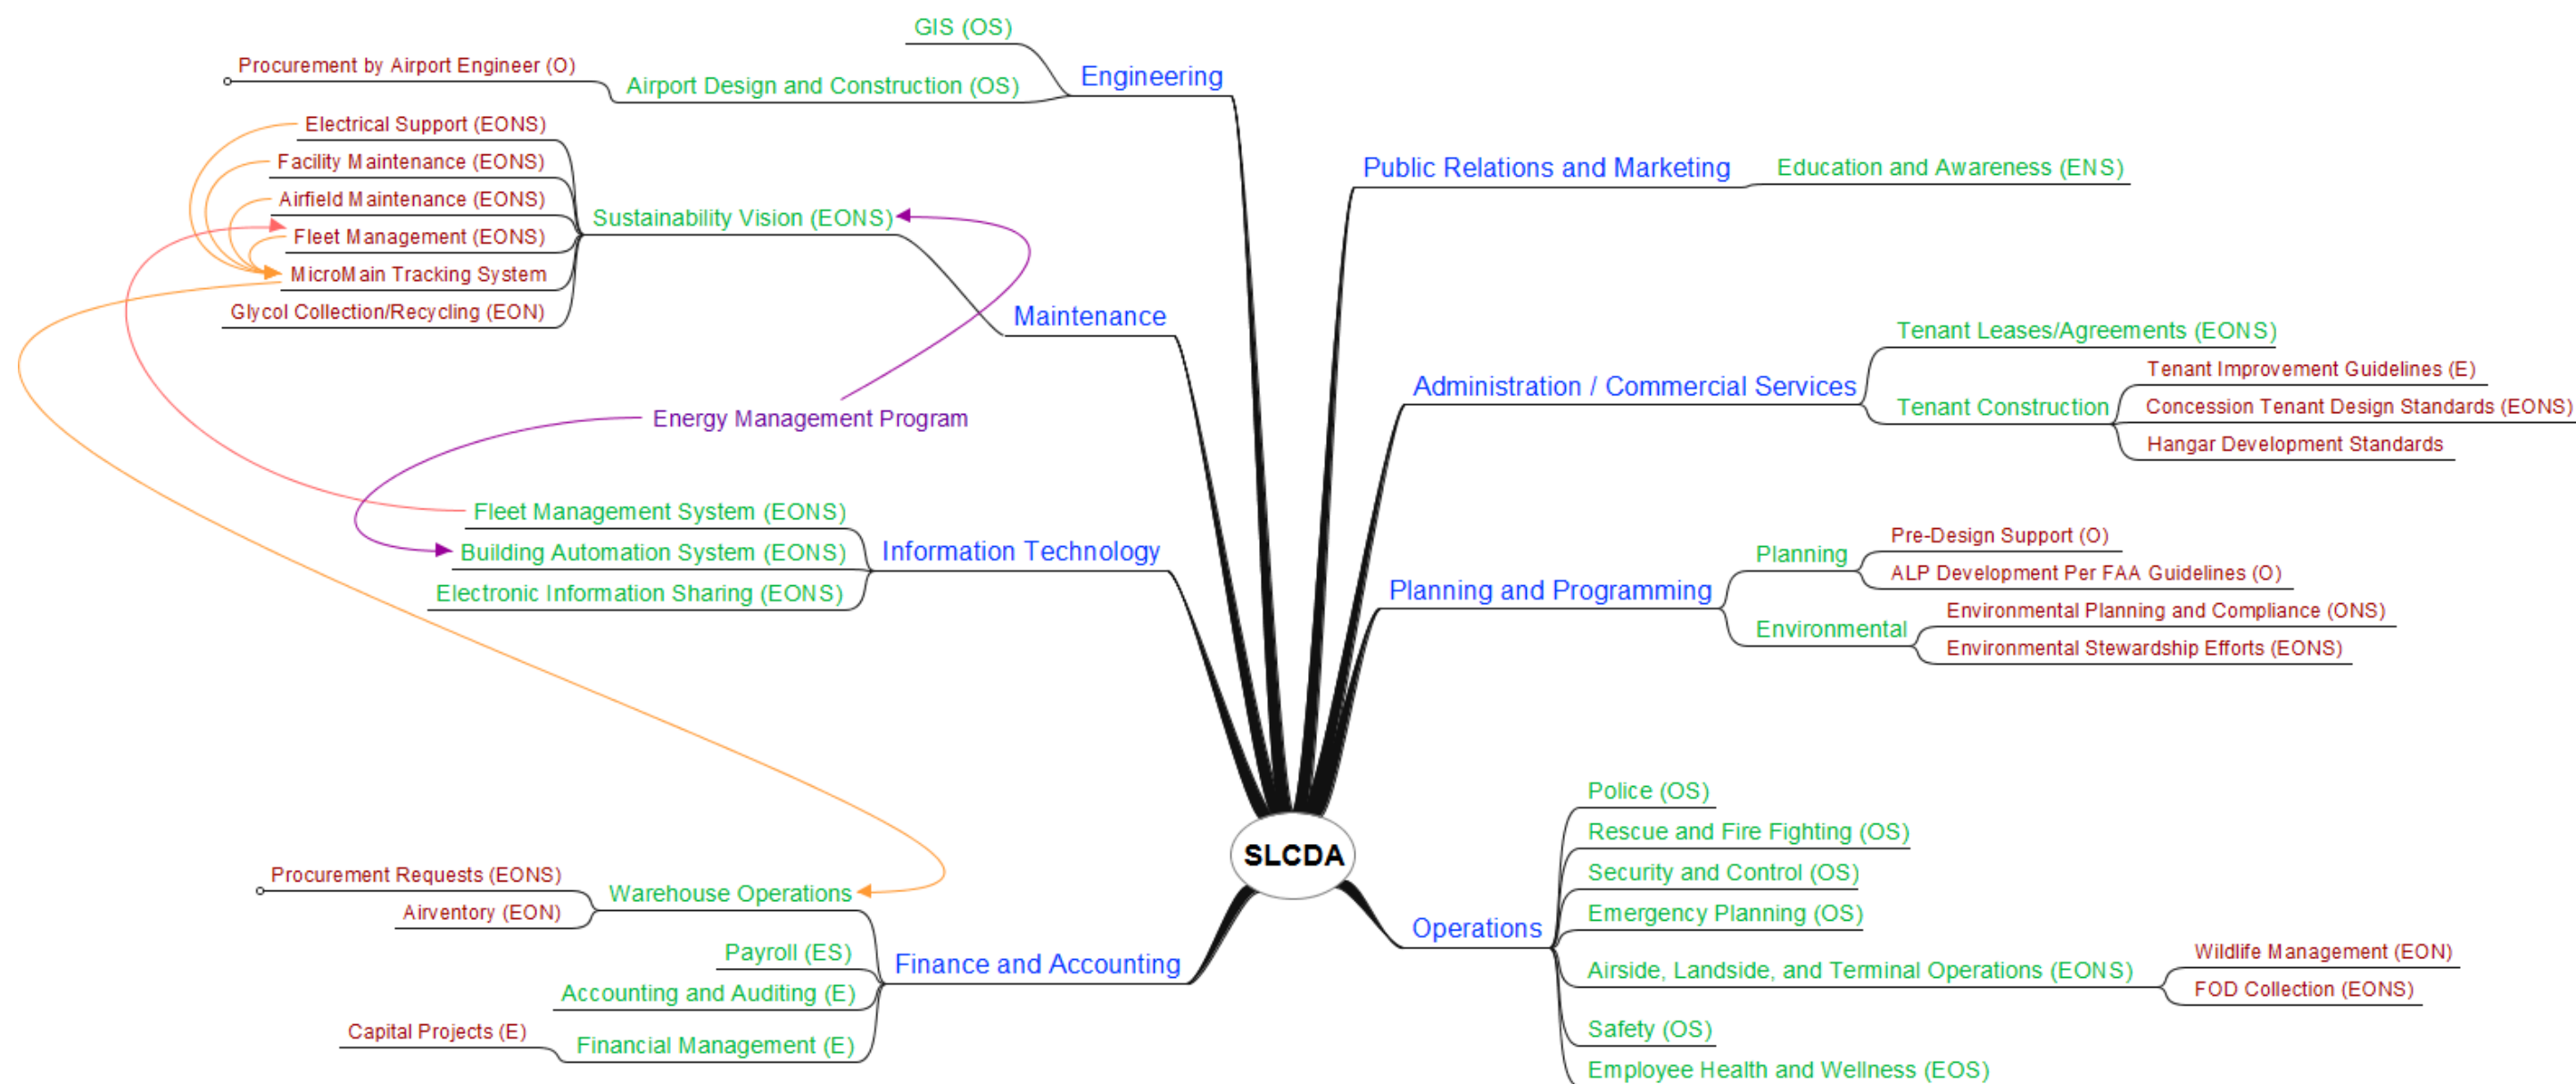 GIS (OS)
Procurement by Airport Engineer (O)
Airport Design and Construction (OS)
Engineering
Electrical Support (EONS)
Facility Maintenance (EONS)
Airfield Maintenance (EONS)
Fleet Management (EONS)
MicroMain Tracking System
Glycol Collection/Recycling (EON)
Sustainability Vision (EONS)
Maintenance
Energy Management Program
Fleet Management System (EONS)
Building Automation System (EONS)
Electronic Information Sharing (EONS)
Information Technology
Procurement Requests (EONS)
Airventory (EON)
Warehouse Operations
Payroll (ES)
Accounting and Auditing (E)
Capital Projects (E)
Financial Management (E)
Finance and Accounting
SLCDA
Public Relations and Marketing
Education and Awareness (ENS)
Administration / Commercial Services
Tenant Leases/Agreements (EONS)
Tenant Construction
Tenant Improvement Guidelines (E)
Concession Tenant Design Standards (EONS)
Hangar Development Standards
Planning and Programming
Planning
Pre-Design Support (O)
ALP Development Per FAA Guidelines (O)
Environmental
Environmental Planning and Compliance (ONS)
Environmental Stewardship Efforts (EONS)
Operations
Police (OS)
Rescue and Fire Fighting (OS)
Security and Control (OS)
Emergency Planning (OS)
Airside, Landside, and Terminal Operations (EONS)
Wildlife Management (EON)
FOD Collection (EONS)
Safety (OS)
Employee Health and Wellness (EOS)